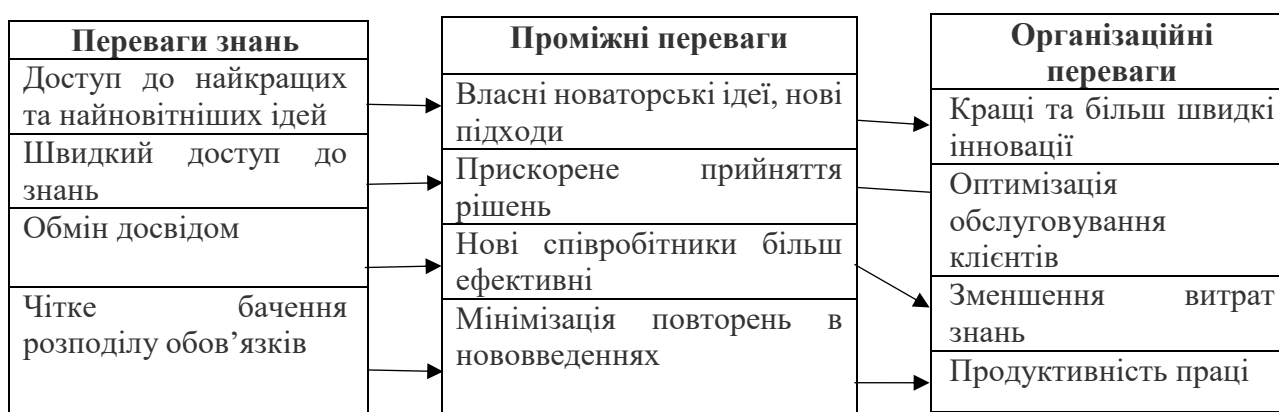 Переваги знань
Доступ до найкращих
та найновітніших ідей
Швидкий доступ до
знань
Обмін досвідом
Чітке бачення
розподілу обов’язків
Проміжні переваги
Власні новаторські ідеї, нові
підходи
Прискорене прийняття
рішень
Нові співробітники більш
ефективні
Мінімізація повторень в
нововведеннях
Організаційні
переваги
Кращі та більш швидкі
інновації
Оптимізація
обслуговування
клієнтів
Зменшення витрат
знань
Продуктивність праці